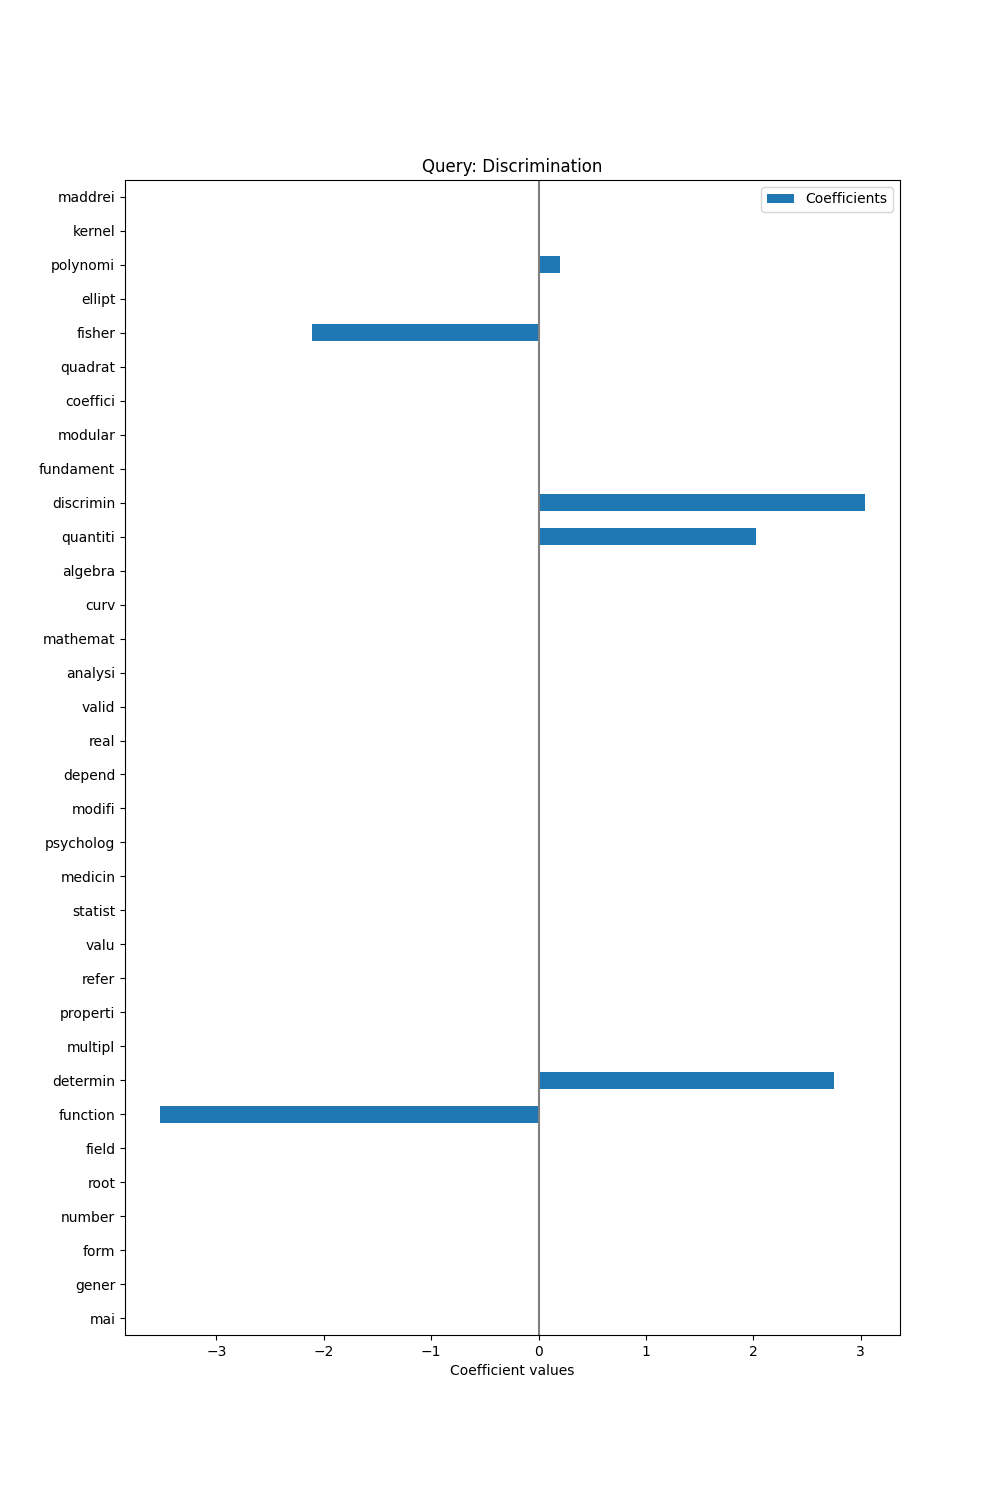 Query: Discrimination
Coefficients
maddrei
kernel
polynomi
ellipt
fisher
quadrat
coeffici
modular
fundament
discrimin
quantiti
algebra
curv
mathemat
analysi
valid
real
depend
modifi
psycholog
medicin
statist
valu
refer
properti
multipl
determin
function
field
root
number
form
gener
mai
−3 −2 −1 0 1 2 3
Coefficient values